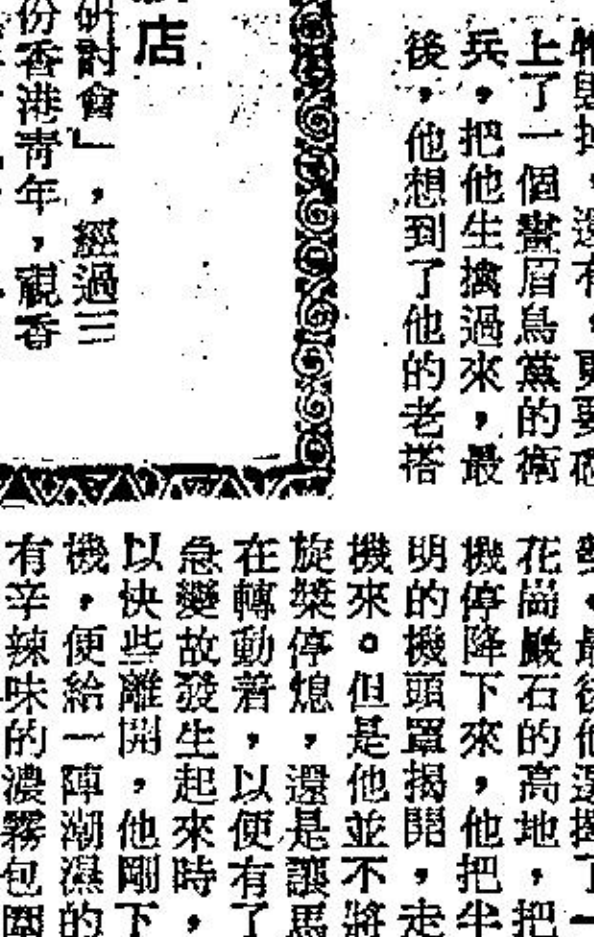 上了一個畫眉鳥黨的衛
兵，把他生擒過來，最
後，他想到了他的老搭
店
研討會」，經過三
份香港青年，觀香
花崗巖石的高地，把
機停降下來，他把半
明的機頭罩揭開，走
機來。但是他並不將
旋槳停熄，還是讓馬
在轉動着，以便有了
急變故發生起來時，
以快些離開，他剛下
機，便給一陣潮濕的
有辛辣味的濃霧包圍